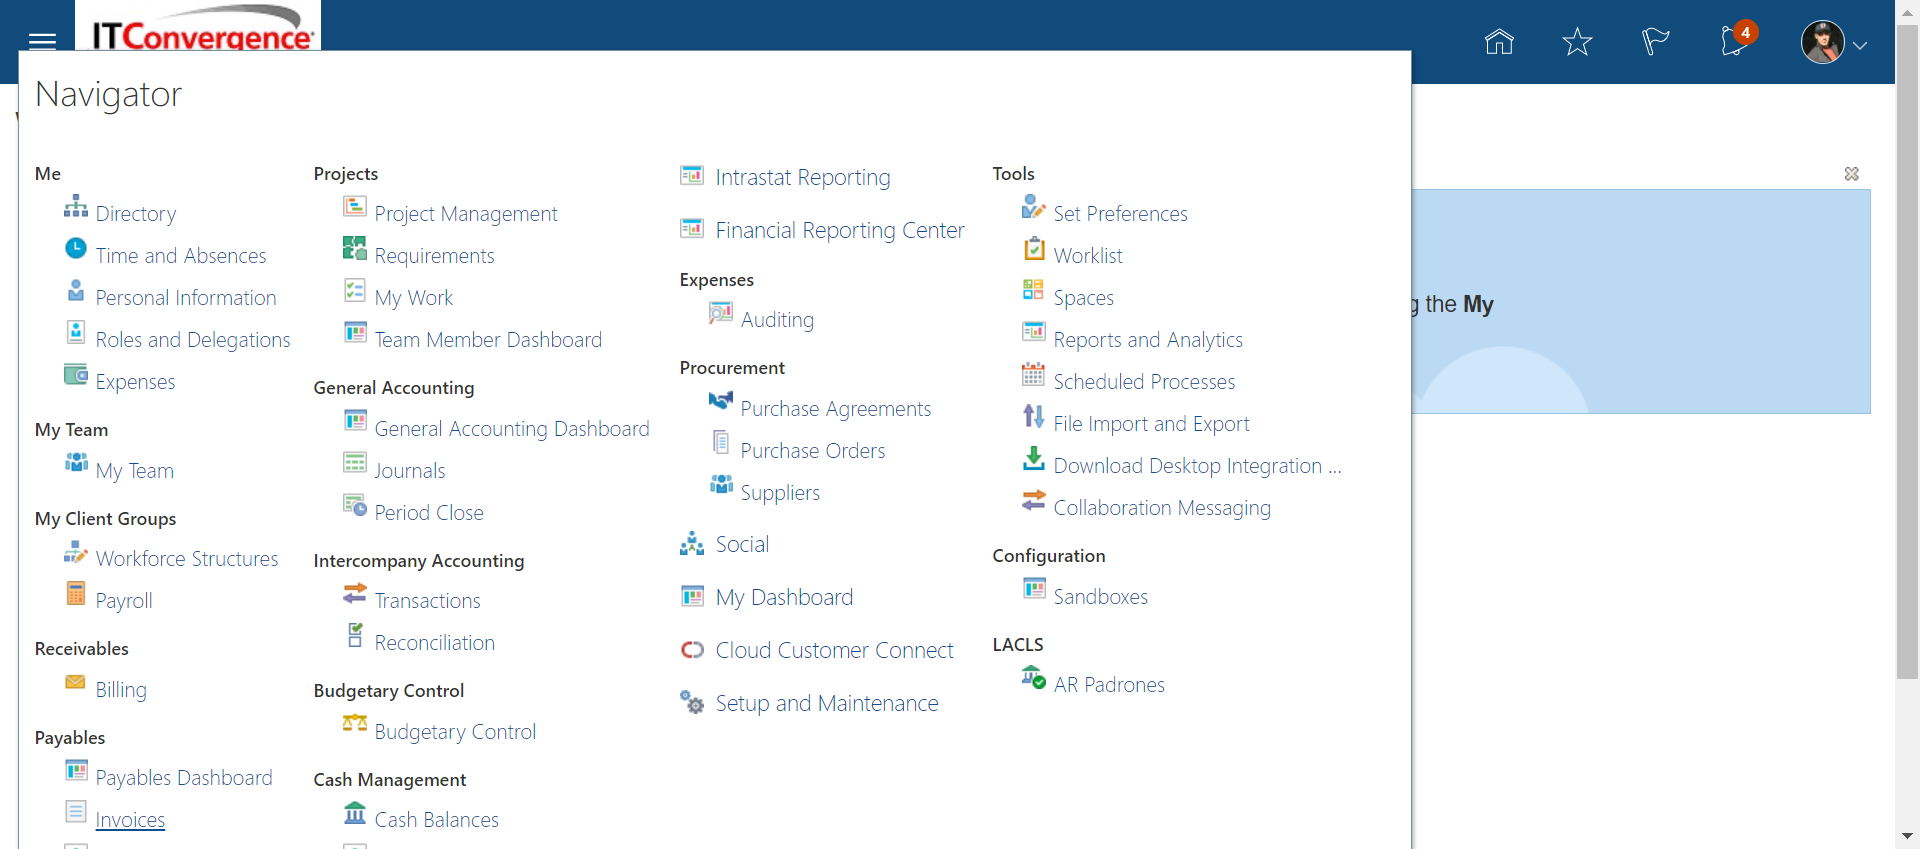 ITConvergence
4
Navigator
Me
Directory
Time and Absences
Personal Information
Roles and Delegations
Expenses
My Team
My Team
My Client Groups
Workforce Structures
Payroll
Receivables
Billing
Payables
Payables Dashboard
Invoices
Projects
Project Management
Requirements
My Work
Team Member Dashboard
General Accounting
General Accounting Dashboard
Journals
Period Close
Intercompany Accounting
Transactions
Reconciliation
Budgetary Control
Budgetary Control
Cash Management
Cash Balances
Intrastat Reporting
Financial Reporting Center
Expenses
Auditing
Procurement
Purchase Agreements
Purchase Orders
Suppliers
Social
My Dashboard
Cloud Customer Connect
Setup and Maintenance
Tools
Set Preferences
Worklist
Spaces
Reports and Analytics
Scheduled Processes
File Import and Export
Download Desktop Integration ...
Collaboration Messaging
Configuration
Sandboxes
LACLS
AR Padrones
g the My